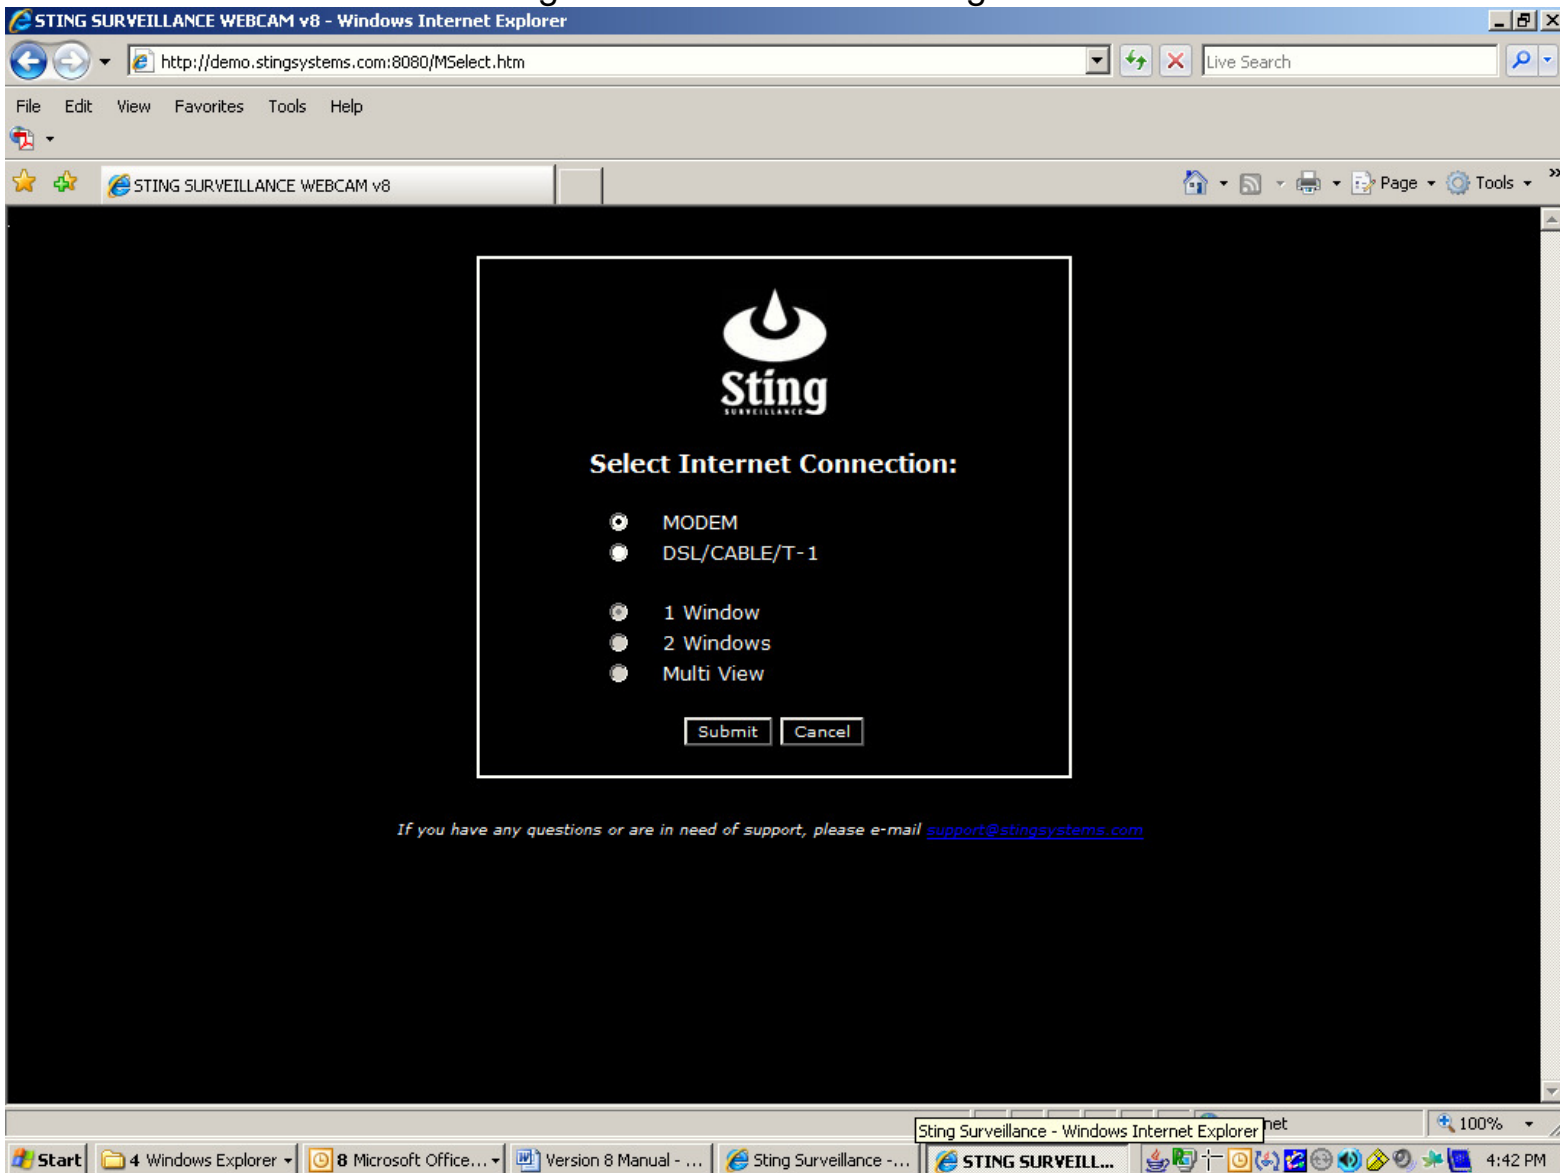 STING SURVEILLANCE WEBCAM v8 - Windows Internet Explorer
http://demo.stingsystems.com:8080/MSelect.htm
Live Search
File Edit View Favorites Tools Help
STING SURVEILLANCE WEBCAM v8
Page Tools
Sting
SURVEILLANCE
Select Internet Connection:
MODEM
DSL/CABLE/T-1
1 Window
2 Windows
Multi View
Submit Cancel
If you have any questions or are in need of support, please e-mail support@stingsystems.com
Sting Surveillance - Windows Internet Explorer
100%
Start 4 Windows Explorer 8 Microsoft Office... Version 8 Manual - ... Sting Surveillance -... STING SURVEILL... 4:42 PM